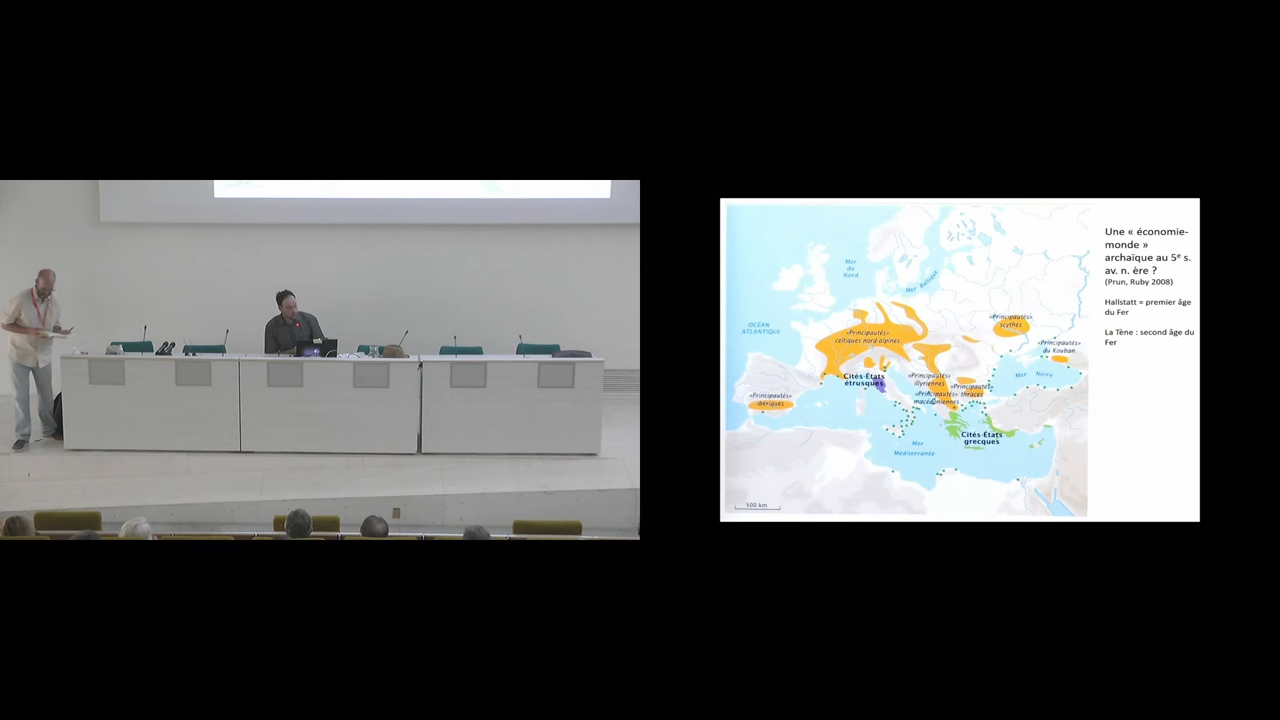 Une « économie-
monde »
archaïque au 5e s.
av. n. ère ?
(Prun, Ruby 2008)
Hallstatt = premier âge
du Fer
La Tène : second âge du
Fer
Mer
du
Nord
Mer Baltique
OCÉAN
ATLANTIQUE
«Principautés»
celtiques nord-alpines
«Principautés»
scythes
«Principautés»
du Kouban
Mer Noire
Cités-États
étrusques
«Principautés»
illyriennes
«Principautés»
thraces
«Principautés»
macédoniennes
«Principautés»
ibériques
Cités-États
grecques
Mer
Méditerranée
500 km